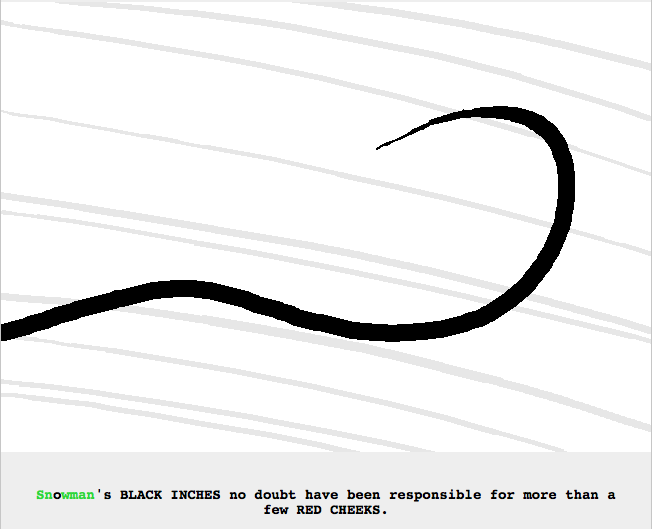 Snowman's BLACK INCHES no doubt have been responsible for more than a
few RED CHEEKS.